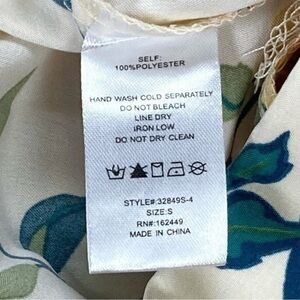 SELF:
100%POLYESTER
HAND WASH COLD SEPARATELY
DO NOT BLEACH
LINE DRY
IRON LOW
DO NOT DRY CLEAN
STYLE#:32849S-4
SIZE:S
RN#:162449
MADE IN CHINA